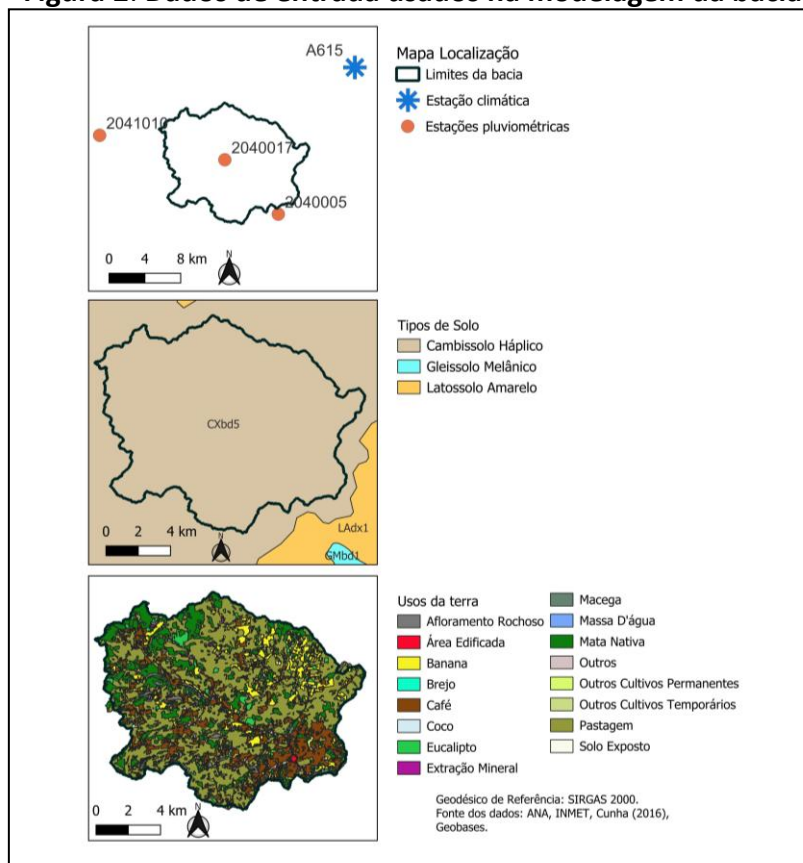 Figura 2: Dados de entrada usados na modelagem da bacia
A615
2041010
2040017
2040005
0 4 8 km
N
Mapa Localização
Limites da bacia
Estação climática
Estações pluviométricas
CXbd5
LAdx1
GMbd1
0 2 4 km
N
Tipos de Solo
Cambissolo Háplico
Gleissolo Melânico
Latossolo Amarelo
0 2 4 km
N
Usos da terra
Afloramento Rochoso
Área Edificada
Banana
Brejo
Café
Coco
Eucalipto
Extração Mineral
Macega
Massa D'água
Mata Nativa
Outros
Outros Cultivos Permanentes
Outros Cultivos Temporários
Pastagem
Solo Exposto
Geodésico de Referência: SIRGAS 2000.
Fonte dos dados: ANA, INMET, Cunha (2016),
Geobases.